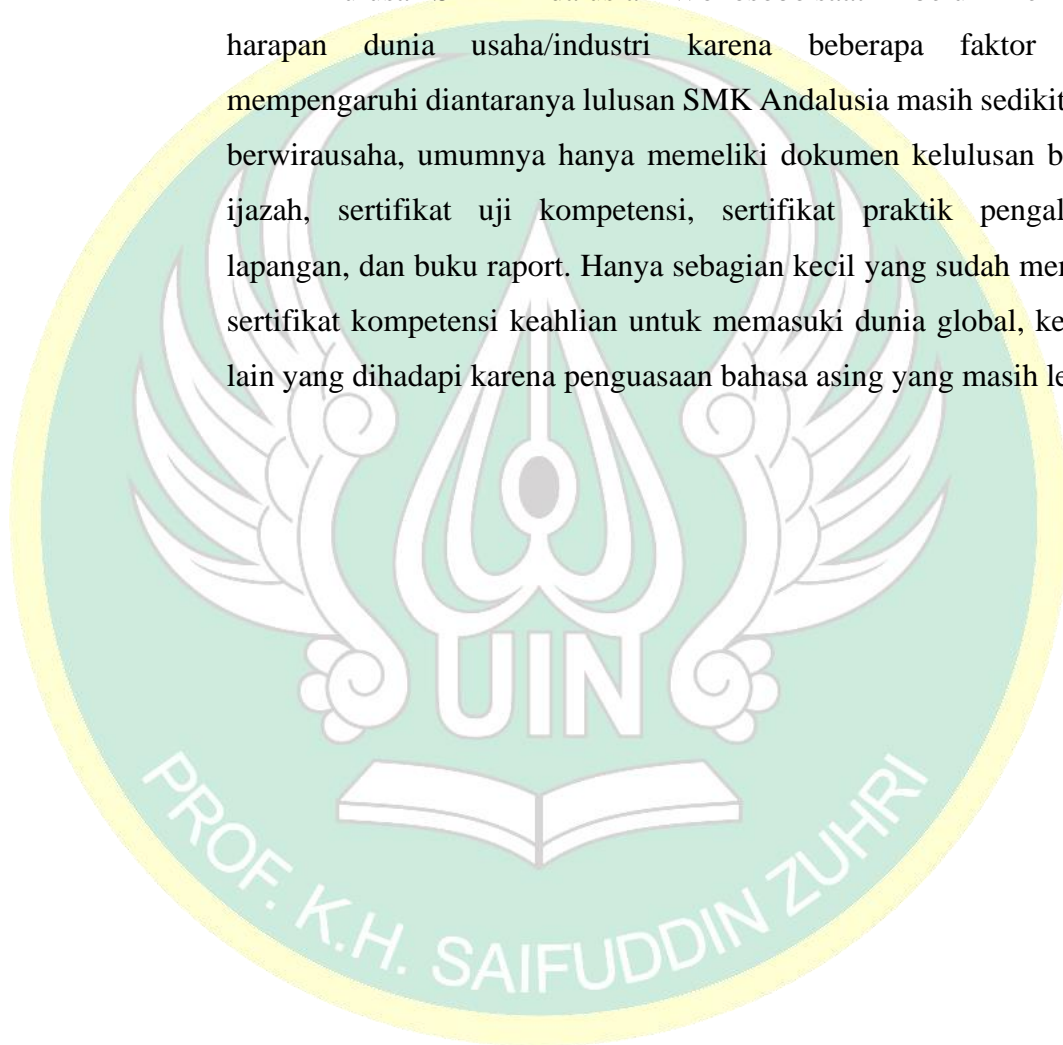 harapan dunia usaha/industri karena beberapa faktor
mempengaruhi diantaranya lulusan SMK Andalusia masih sedikit
berwirausaha, umumnya hanya memeliki dokumen kelulusan b
ijazah, sertifikat uji kompetensi, sertifikat praktik pengal
lapangan, dan buku raport. Hanya sebagian kecil yang sudah mer
sertifikat kompetensi keahlian untuk memasuki dunia global, ke
lain yang dihadapi karena penguasaan bahasa asing yang masih le
UIN
PROF. K.H. SAIFUDDIN ZUHRI